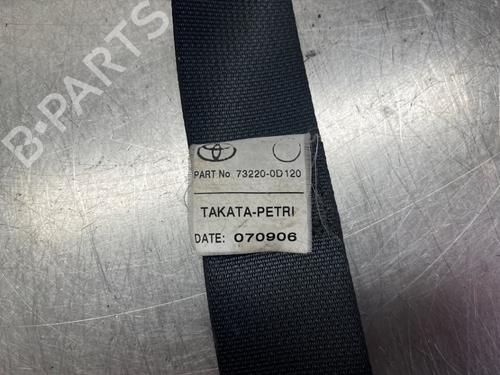 B-PARTS
PART No 73220-0D120
TAKATA-PETRI
DATE: 070906